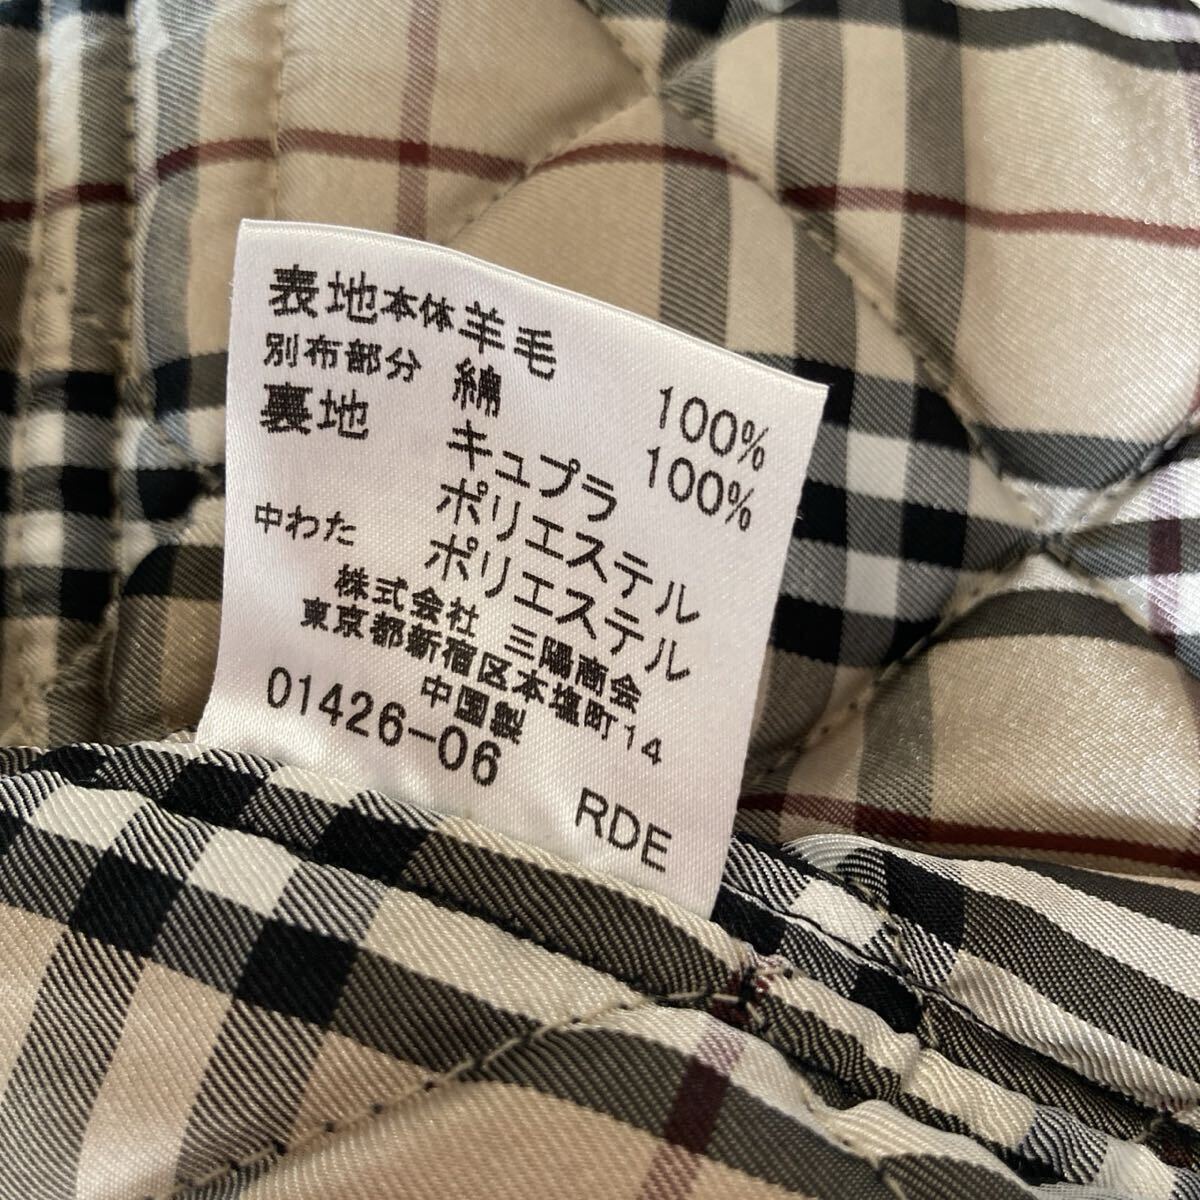 表地本体羊毛 100%
別布部分 綿 100%
裏地 キュプラ
ポリエステル
中わた ポリエステル
株式会社 三陽商会
東京都新宿区本塩町14
中国製
01426-06 RDE